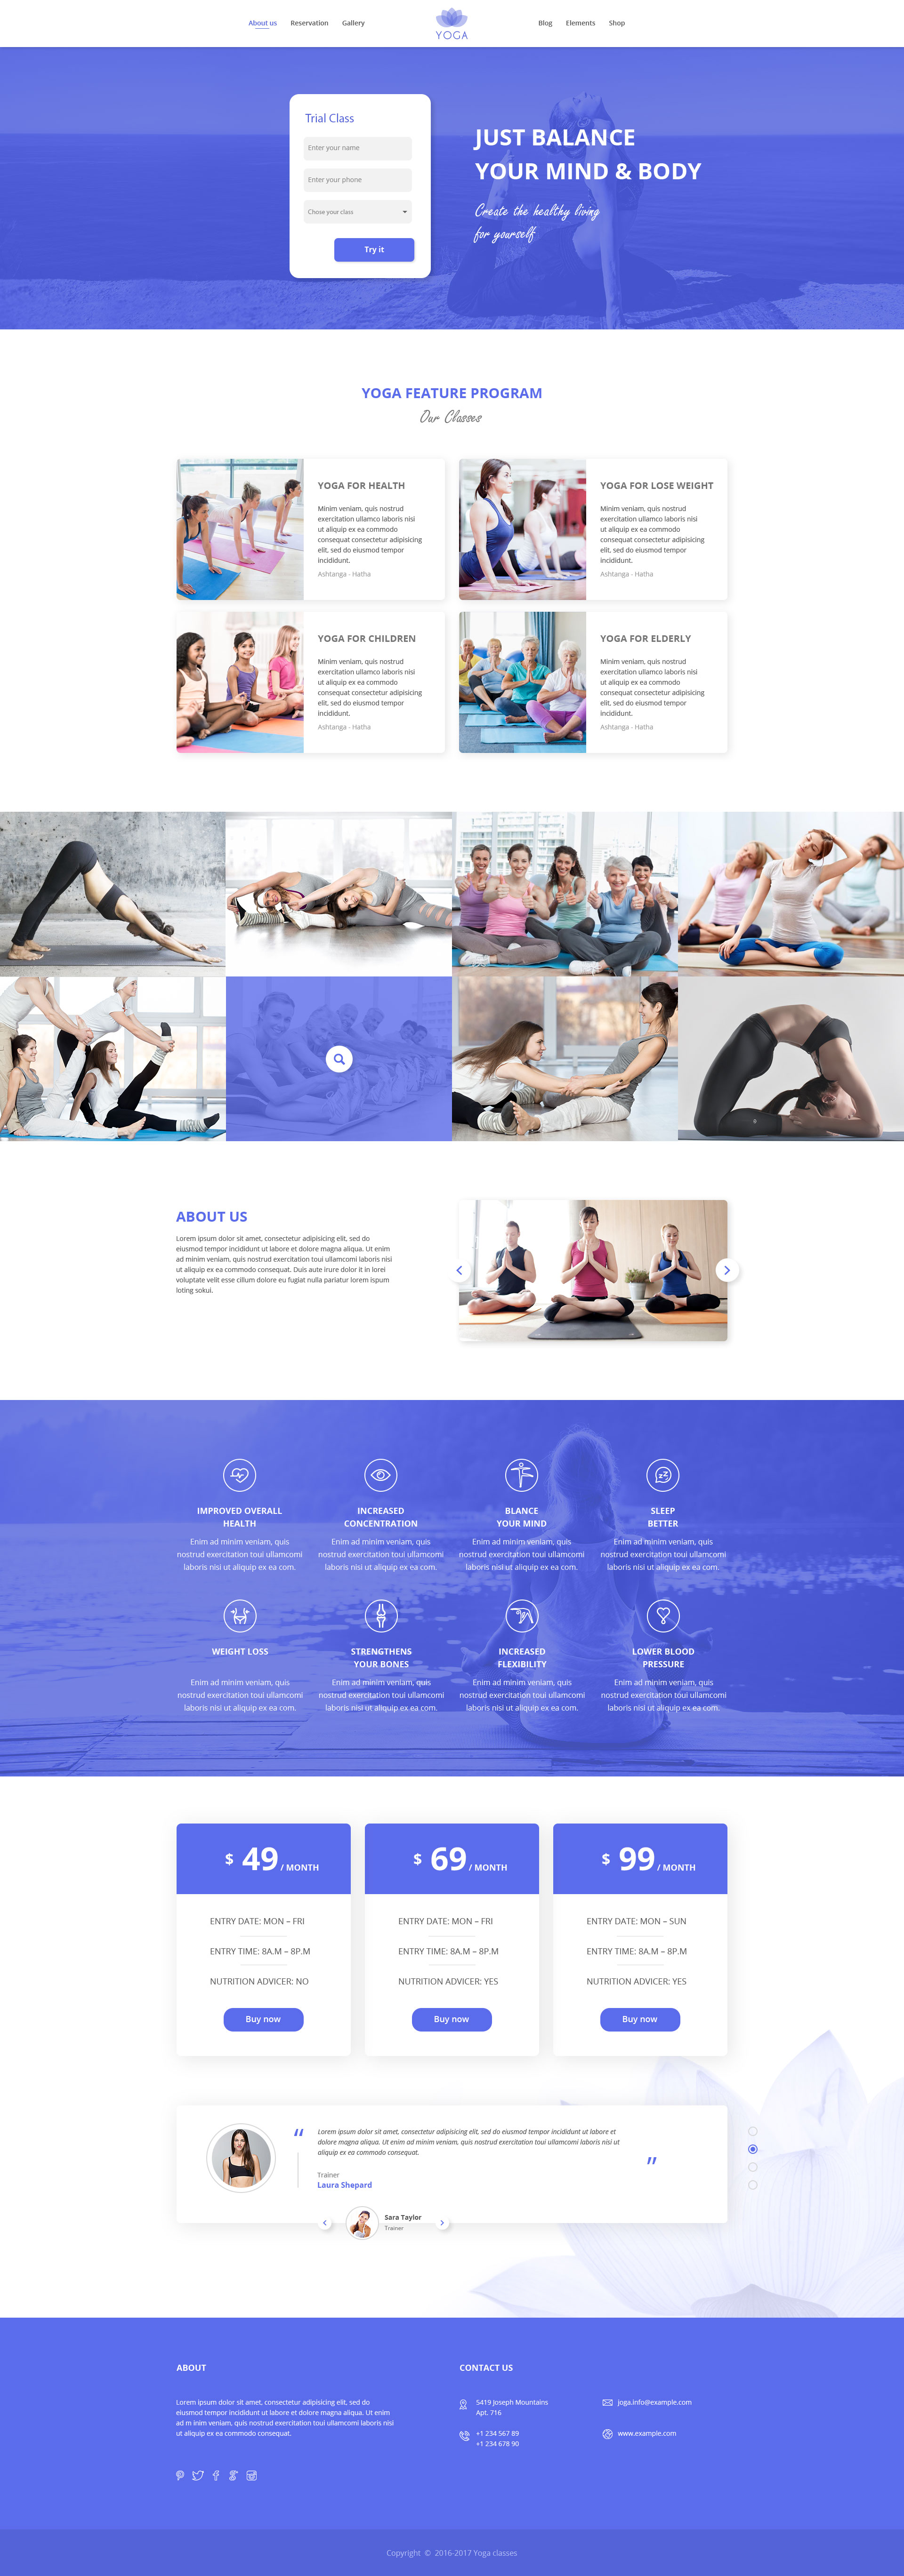 About us
Reservation
Gallery
YOGA
Blog
Elements
Shop
Trial Class
Enter your name
Enter your phone
Chose your class
Try it
JUST BALANCE
YOUR MIND & BODY
Create the healthy living
for yourself
YOGA FEATURE PROGRAM
Our Classes
YOGA FOR HEALTH
Minim veniam, quis nostrud
exercitation ullamco laboris nisi
ut aliquip ex ea commodo
consequat consectetur adipisicing
elit, sed do eiusmod tempor
incididunt.
Ashtanga - Hatha
YOGA FOR LOSE WEIGHT
Minim veniam, quis nostrud
exercitation ullamco laboris nisi
ut aliquip ex ea commodo
consequat consectetur adipisicing
elit, sed do eiusmod tempor
incididunt.
Ashtanga - Hatha
YOGA FOR CHILDREN
Minim veniam, quis nostrud
exercitation ullamco laboris nisi
ut aliquip ex ea commodo
consequat consectetur adipisicing
elit, sed do eiusmod tempor
incididunt.
Ashtanga - Hatha
YOGA FOR ELDERLY
Minim veniam, quis nostrud
exercitation ullamco laboris nisi
ut aliquip ex ea commodo
consequat consectetur adipisicing
elit, sed do eiusmod tempor
incididunt.
Ashtanga - Hatha
ABOUT US
Lorem ipsum dolor sit amet, consectetur adipisicing elit, sed do
eiusmod tempor incididunt ut labore et dolore magna aliqua. Ut enim
ad minim veniam, quis nostrud exercitation toui ullamcomi laboris nisi
ut aliquip ex ea commodo consequat. Duis aute irure dolor it in lorei
voluptate velit esse cillum dolore eu fugiat nulla pariatur lorem ispum
loting sokui.
IMPROVED OVERALL
HEALTH
Enim ad minim veniam, quis
nostrud exercitation toui ullamcomi
laboris nisi ut aliquip ex ea com.
INCREASED
CONCENTRATION
Enim ad minim veniam, quis
nostrud exercitation toui ullamcomi
laboris nisi ut aliquip ex ea com.
BLANCE
YOUR MIND
Enim ad minim veniam, quis
nostrud exercitation toui ullamcomi
laboris nisi ut aliquip ex ea com.
SLEEP
BETTER
Enim ad minim veniam, quis
nostrud exercitation toui ullamcomi
laboris nisi ut aliquip ex ea com.
WEIGHT LOSS
Enim ad minim veniam, quis
nostrud exercitation toui ullamcomi
laboris nisi ut aliquip ex ea com.
STRENGTHENS
YOUR BONES
Enim ad minim veniam, quis
nostrud exercitation toui ullamcomi
laboris nisi ut aliquip ex ea com.
INCREASED
FLEXIBILITY
Enim ad minim veniam, quis
nostrud exercitation toui ullamcomi
laboris nisi ut aliquip ex ea com.
LOWER BLOOD
PRESSURE
Enim ad minim veniam, quis
nostrud exercitation toui ullamcomi
laboris nisi ut aliquip ex ea com.
$ 49 / MONTH
ENTRY DATE: MON – FRI
ENTRY TIME: 8A.M – 8P.M
NUTRITION ADVICER: NO
Buy now
$ 69 / MONTH
ENTRY DATE: MON – FRI
ENTRY TIME: 8A.M – 8P.M
NUTRITION ADVICER: YES
Buy now
$ 99 / MONTH
ENTRY DATE: MON – SUN
ENTRY TIME: 8A.M – 8P.M
NUTRITION ADVICER: YES
Buy now
“ Lorem ipsum dolor sit amet, consectetur adipisicing elit, sed do eiusmod tempor incididunt ut labore et
dolore magna aliqua. Ut enim ad minim veniam, quis nostrud exercitation toui ullamcomi laboris nisi ut
aliquip ex ea commodo consequat. ”
Trainer
Laura Shepard
Sara Taylor
Trainer
ABOUT
Lorem ipsum dolor sit amet, consectetur adipisicing elit, sed do
eiusmod tempor incididunt ut labore et dolore magna aliqua. Ut enim
ad m inim veniam, quis nostrud exercitation toui ullamcomi laboris nisi
ut aliquip ex ea commodo consequat.
CONTACT US
5419 Joseph Mountains
Apt. 716
+1 234 567 89
+1 234 678 90
joga.info@example.com
www.example.com
Copyright © 2016-2017 Yoga classes